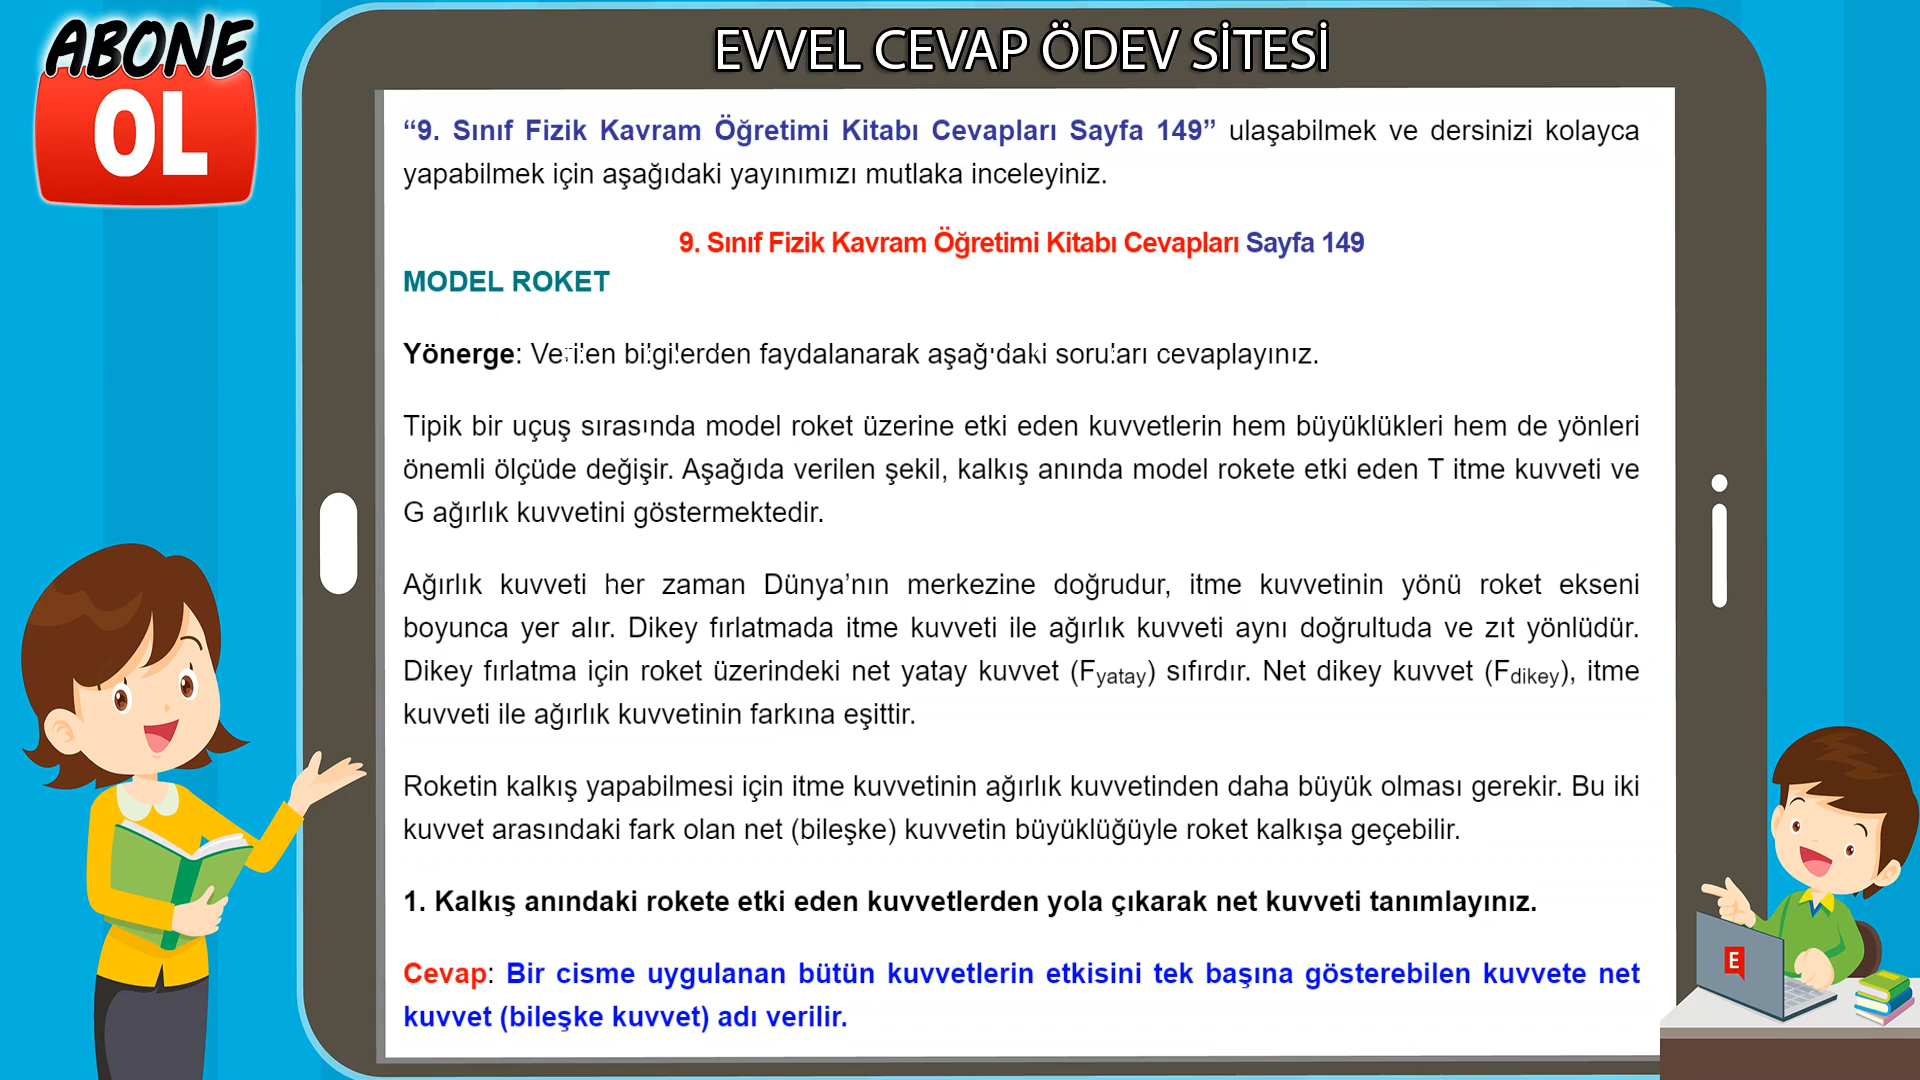 ABONE
OL
EVVEL CEVAP ÖDEV SİTESİ
“9. Sınıf Fizik Kavram Öğretimi Kitabı Cevapları Sayfa 149” ulaşabilmek ve dersinizi kolayca
yapabilmek için aşağıdaki yayınımızı mutlaka inceleyiniz.
9. Sınıf Fizik Kavram Öğretimi Kitabı Cevapları Sayfa 149
MODEL ROKET
Yönerge: Verilen bilgilerden faydalanarak aşağıdaki soruları cevaplayınız.
Tipik bir uçuş sırasında model roket üzerine etki eden kuvvetlerin hem büyüklükleri hem de yönleri
önemli ölçüde değişir. Aşağıda verilen şekil, kalkış anında model rokete etki eden T itme kuvveti ve
G ağırlık kuvvetini göstermektedir.
Ağırlık kuvveti her zaman Dünya’nın merkezine doğrudur, itme kuvvetinin yönü roket ekseni
boyunca yer alır. Dikey fırlatmada itme kuvveti ile ağırlık kuvveti aynı doğrultuda ve zıt yönlüdür.
Dikey fırlatma için roket üzerindeki net yatay kuvvet (Fyatay) sıfırdır. Net dikey kuvvet (Fdikey), itme
kuvveti ile ağırlık kuvvetinin farkına eşittir.
Roketin kalkış yapabilmesi için itme kuvvetinin ağırlık kuvvetinden daha büyük olması gerekir. Bu iki
kuvvet arasındaki fark olan net (bileşke) kuvvetin büyüklüğüyle roket kalkışa geçebilir.
1. Kalkış anındaki rokete etki eden kuvvetlerden yola çıkarak net kuvveti tanımlayınız.
Cevap: Bir cisme uygulanan bütün kuvvetlerin etkisini tek başına gösterebilen kuvvete net
kuvvet (bileşke kuvvet) adı verilir.
E